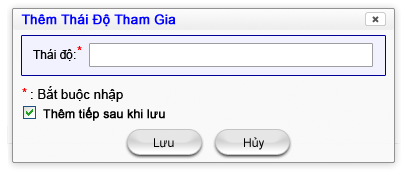 Thêm Thái Độ Tham Gia
Thái độ:*
* : Bắt buộc nhập
Thêm tiếp sau khi lưu
Lưu Hủy